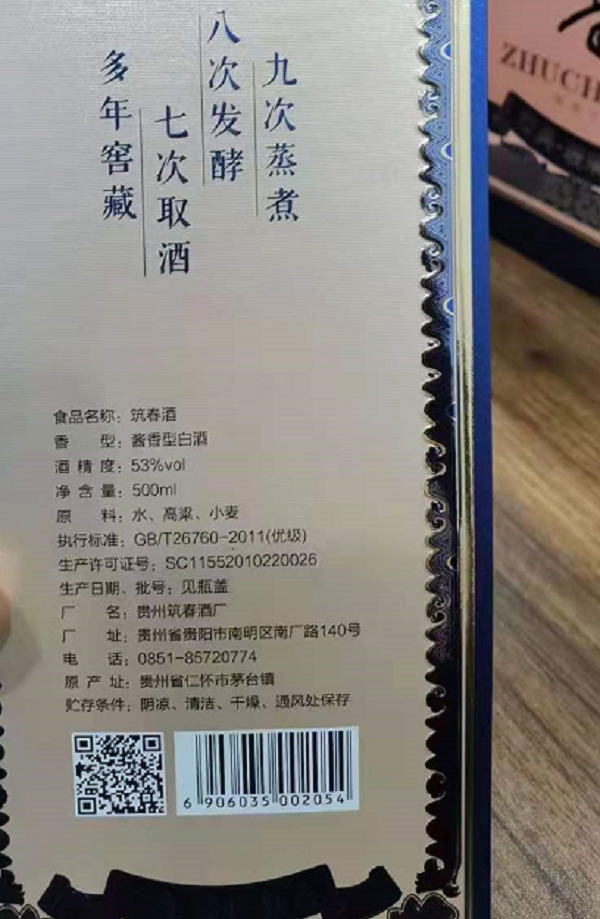 九次蒸煮
八次发酵
七次取酒
多年窖藏
ZHUCH
食品名称：筑春酒
香型：酱香型白酒
酒精度：53%vol
净含量：500ml
原料：水、高粱、小麦
执行标准：GB/T26760-2011(优级)
生产许可证号：SC11552010220026
生产日期、批号：见瓶盖
厂名：贵州筑春酒厂
厂址：贵州省贵阳市南明区南厂路140号
电话：0851-85720774
原产址：贵州省仁怀市茅台镇
贮存条件：阴凉、清洁、干燥、通风处保存
6 906035 002054